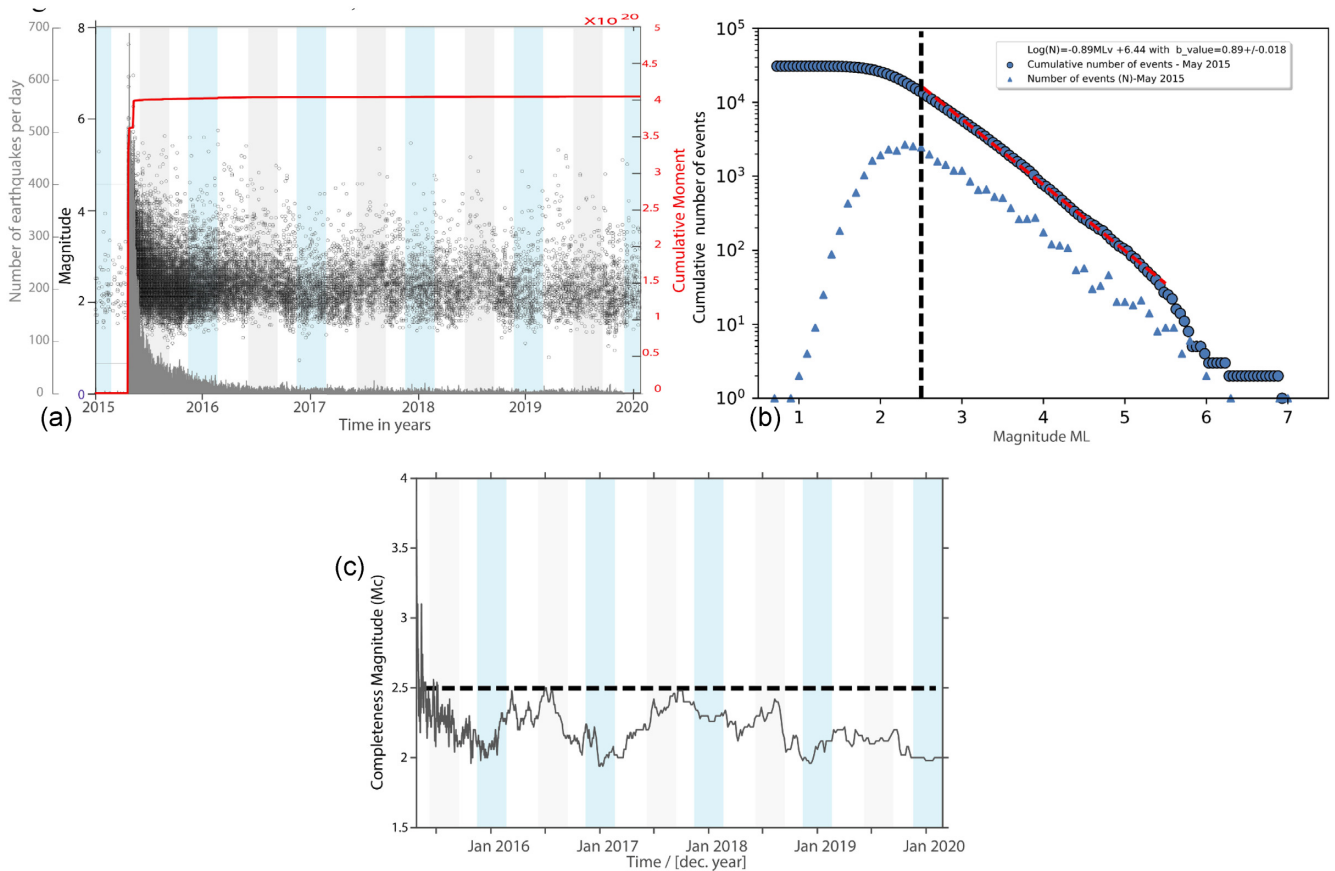 X10 20
700
600
500
400
300
200
100
0
Number of earthquakes per day
8
6
4
2
0
Magnitude
5
4.5
4
3.5
3
2.5
2
1.5
1
0.5
0
Cumulative Moment
2015
2016
2017
2018
2019
2020
Time in years
(a)
10^5
10^4
10^3
10^2
10^1
10^0
Cumulative number of events
Log(N)=-0.89MLv +6.44 with b_value=0.89+/-0.018
Cumulative number of events - May 2015
Number of events (N)-May 2015
1
2
3
4
5
6
7
Magnitude ML
(b)
(c)
4
3.5
3
2.5
2
1.5
Completeness Magnitude (Mc)
Jan 2016
Jan 2017
Jan 2018
Jan 2019
Jan 2020
Time / [dec. year]